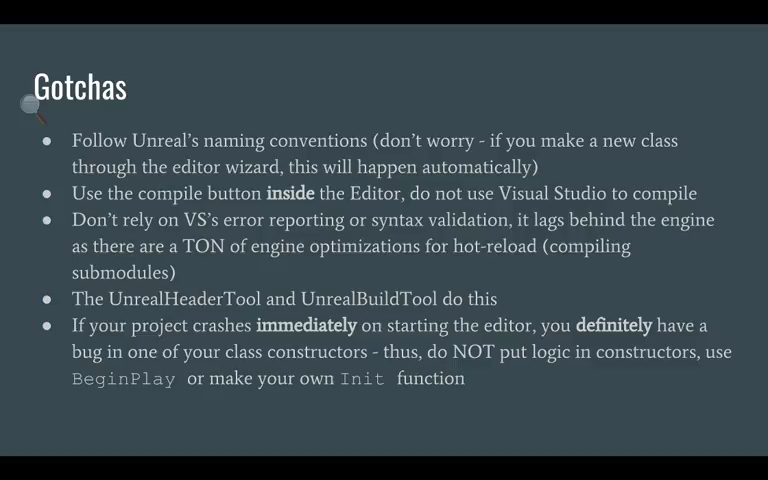 Gotchas
● Follow Unreal's naming conventions (don't worry - if you make a new class
through the editor wizard, this will happen automatically)
● Use the compile button inside the Editor, do not use Visual Studio to compile
● Don't rely on VS's error reporting or syntax validation, it lags behind the engine
as there are a TON of engine optimizations for hot-reload (compiling
submodules)
● The UnrealHeaderTool and UnrealBuildTool do this
● If your project crashes immediately on starting the editor, you definitely have a
bug in one of your class constructors - thus, do NOT put logic in constructors, use
BeginPlay or make your own Init function